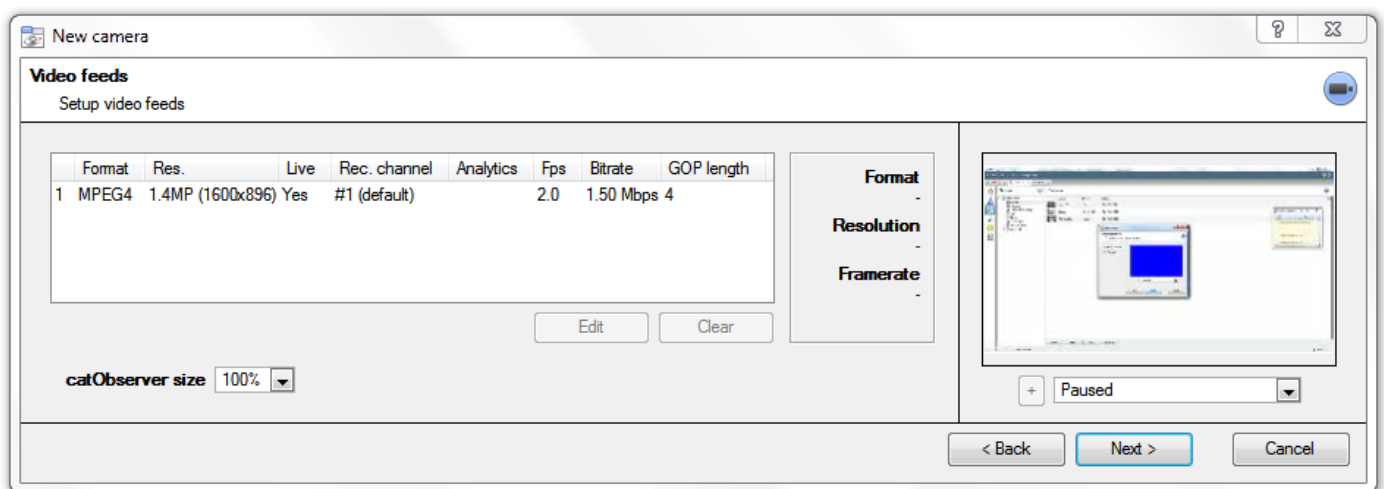 New camera
Video feeds
Setup video feeds
Format Res. Live Rec. channel Analytics Fps Bitrate GOP length
1 MPEG4 1.4MP (1600x896) Yes #1 (default) 2.0 1.50 Mbps 4
Edit Clear
catObserver size 100%
Format
-
Resolution
-
Framerate
-
+ Paused
< Back Next > Cancel